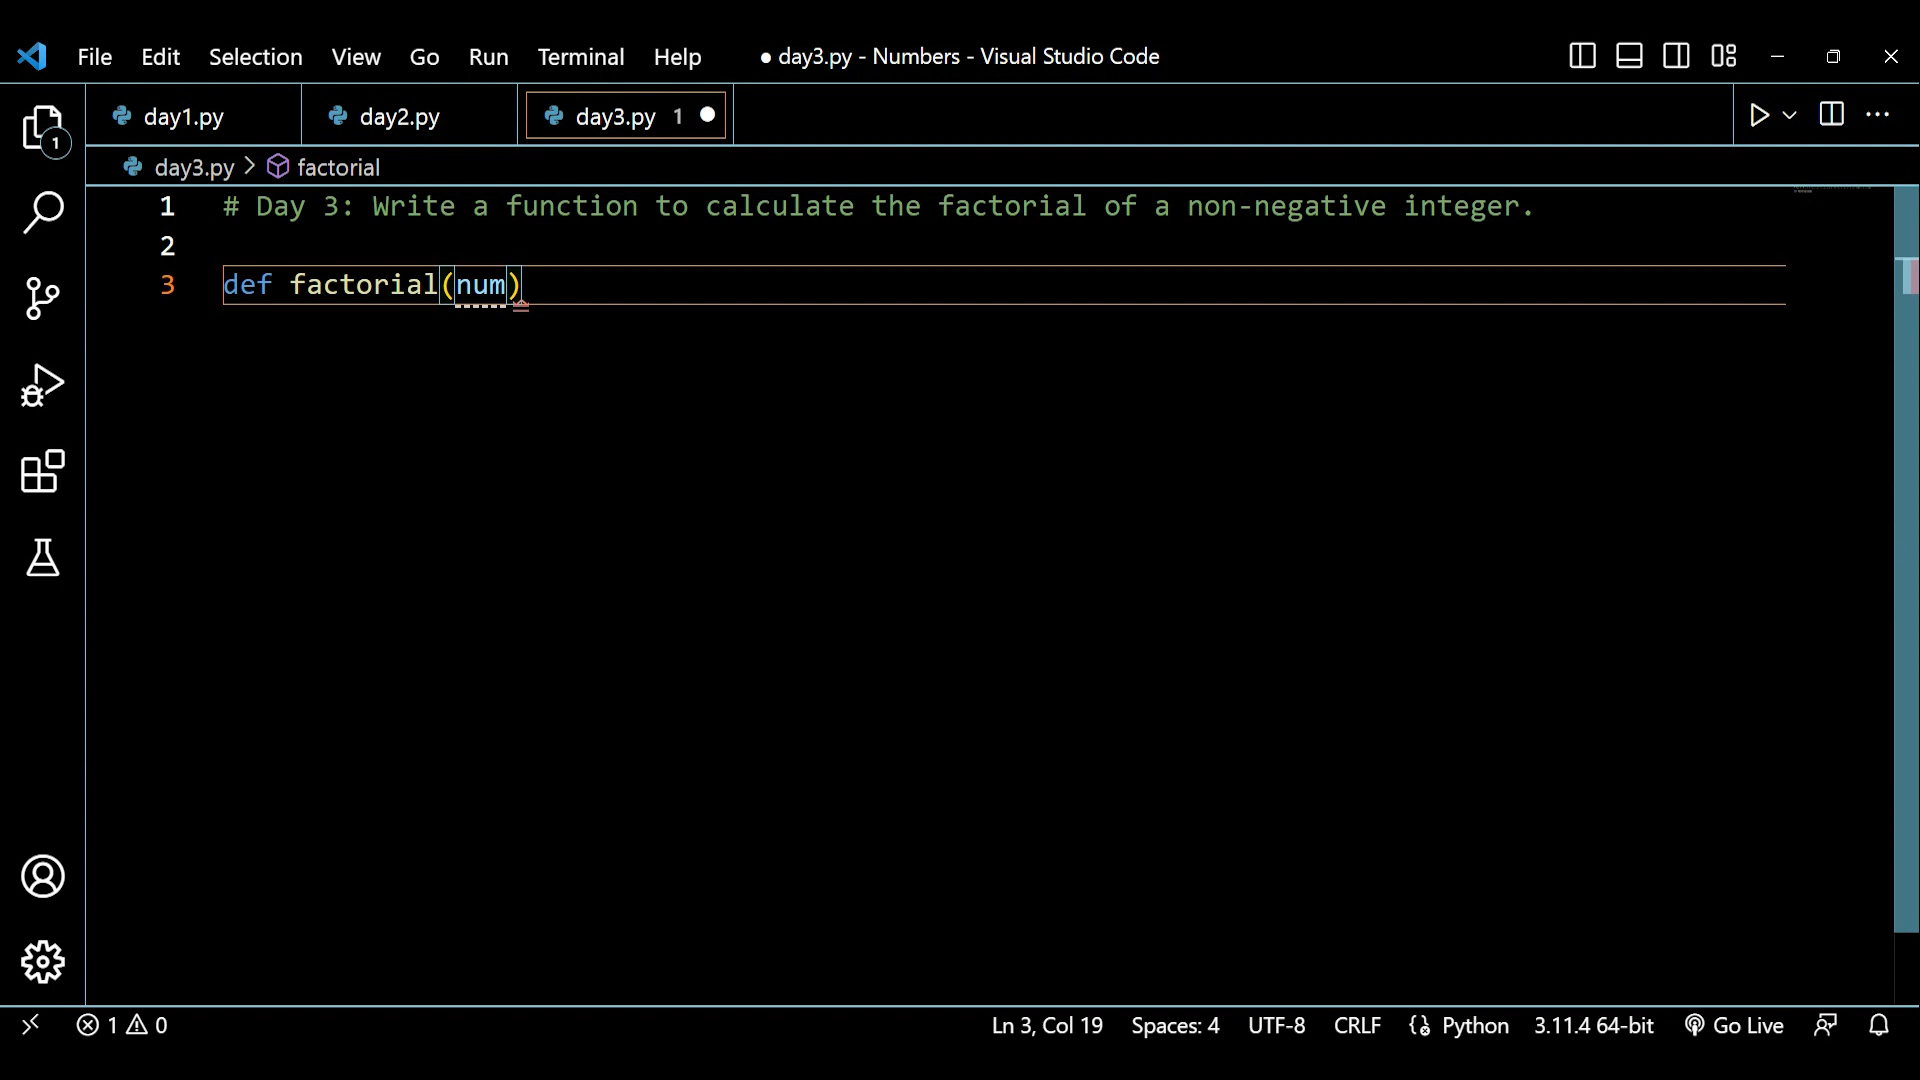 File Edit Selection View Go Run Terminal Help ● day3.py - Numbers - Visual Studio Code
day1.py day2.py day3.py 1
1
day3.py > factorial
1 # Day 3: Write a function to calculate the factorial of a non-negative integer.
2
3 def factorial(num)
1 0 Ln 3, Col 19 Spaces: 4 UTF-8 CRLF Python 3.11.4 64-bit Go Live